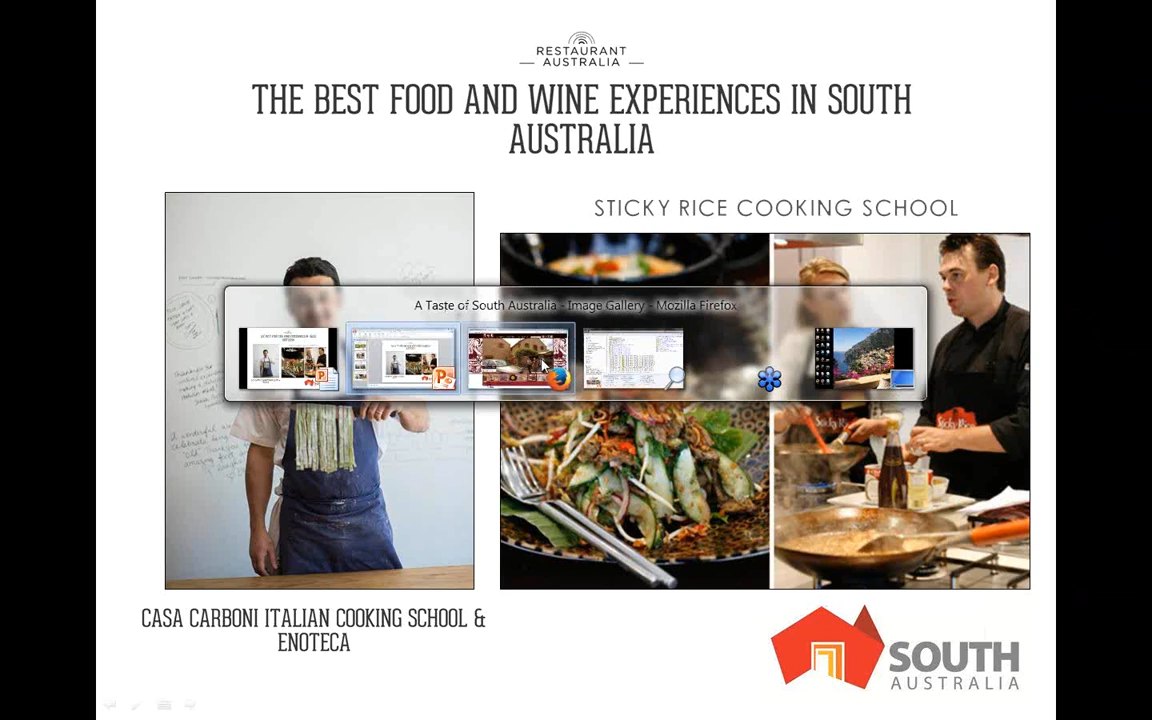 RESTAURANT
AUSTRALIA
THE BEST FOOD AND WINE EXPERIENCES IN SOUTH
AUSTRALIA
STICKY RICE COOKING SCHOOL
A Taste of South Australia - Image Gallery - Mozilla Firefox
CASA CARBONI ITALIAN COOKING SCHOOL &
ENOTECA
SOUTH
AUSTRALIA